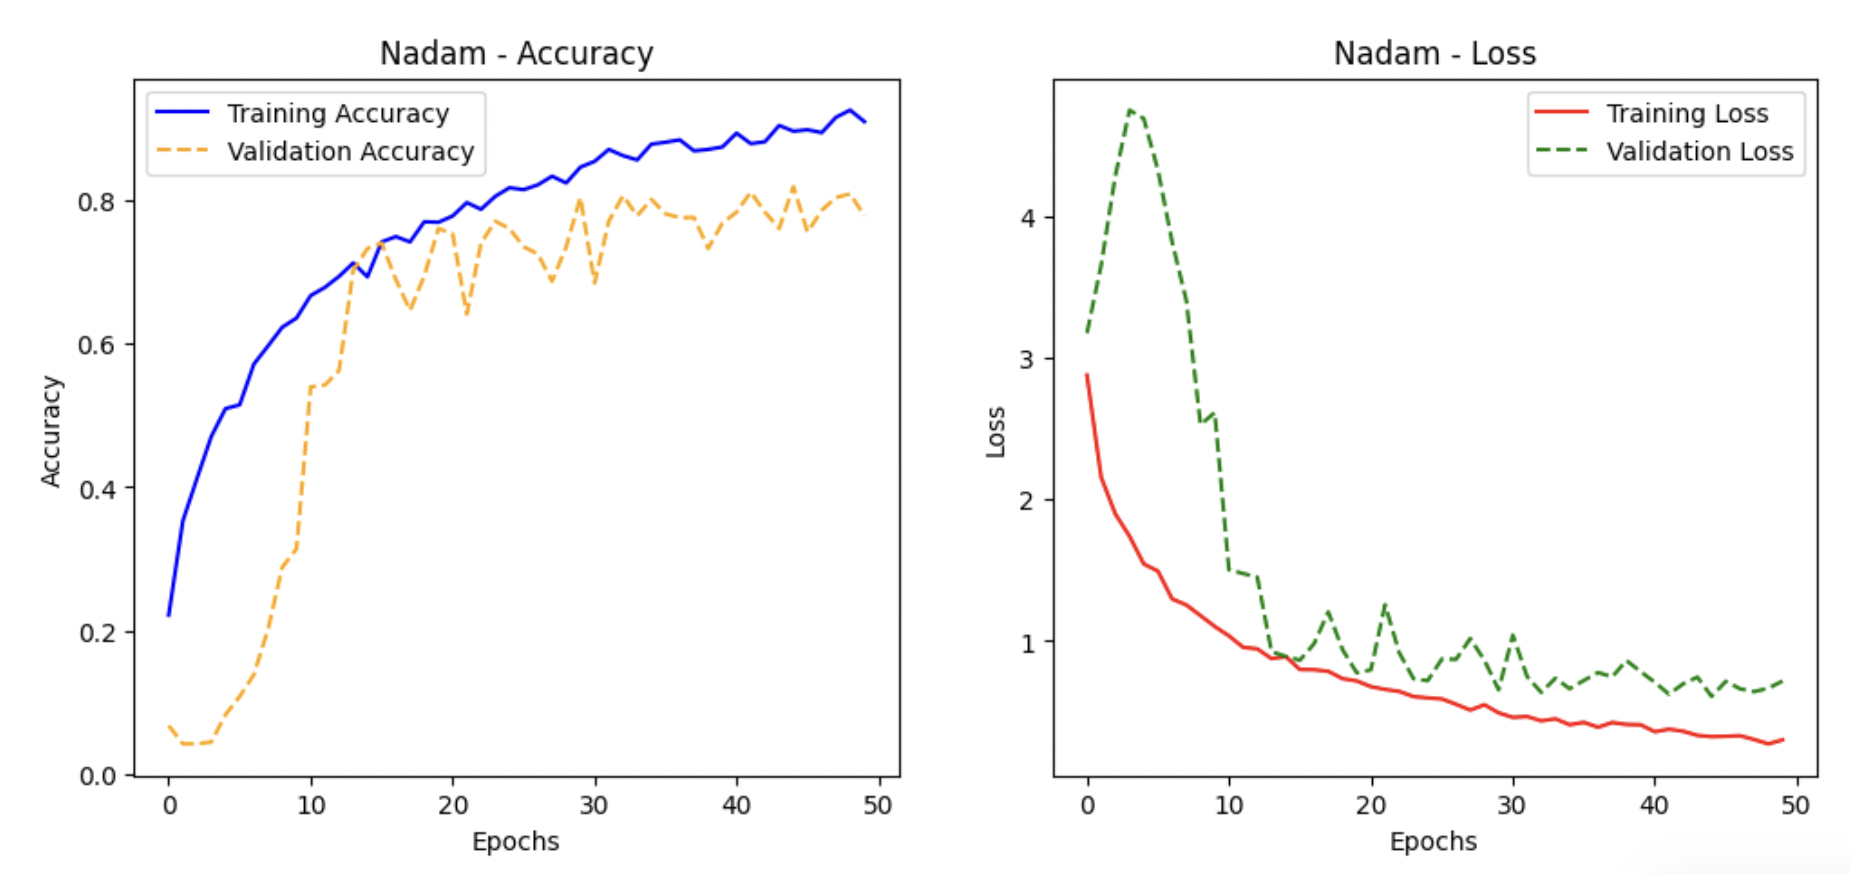 Nadam - Accuracy
Training Accuracy
Validation Accuracy
Accuracy
0.8
0.6
0.4
0.2
0.0
0 10 20 30 40 50
Epochs
Nadam - Loss
Training Loss
Validation Loss
Loss
4
3
2
1
0 10 20 30 40 50
Epochs